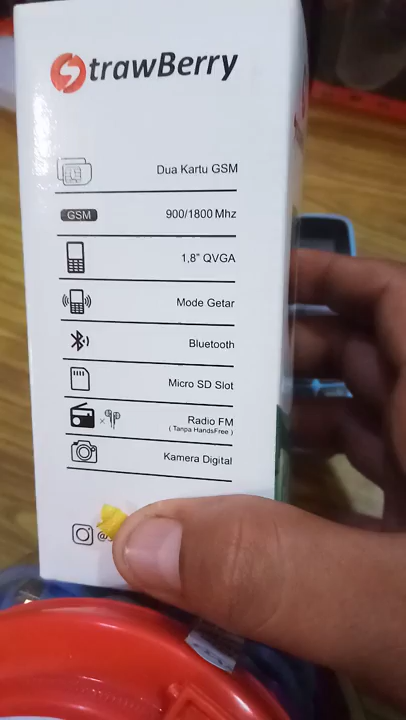 StrawBerry
Dua Kartu GSM
GSM
900/1800 Mhz
1,8" QVGA
Mode Getar
Bluetooth
Micro SD Slot
Radio FM
( Tanpa HandsFree )
Kamera Digital